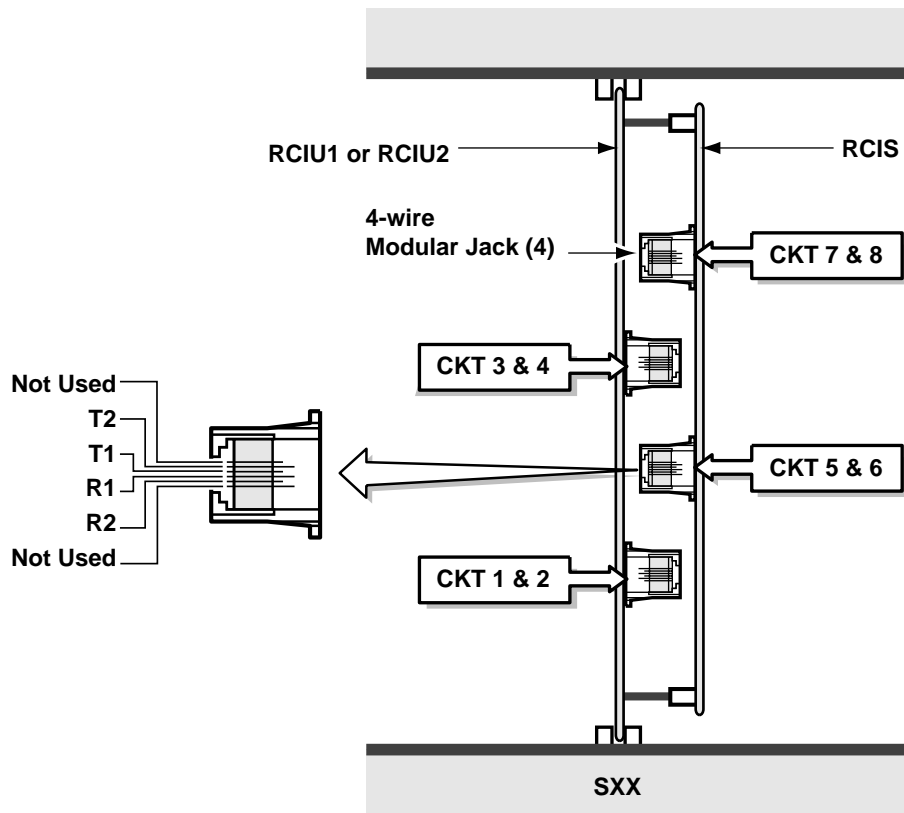 RCIU1 or RCIU2
RCIS
4-wire
Modular Jack (4)
CKT 7 & 8
CKT 3 & 4
Not Used
T2
T1
R1
R2
Not Used
CKT 5 & 6
CKT 1 & 2
SXX